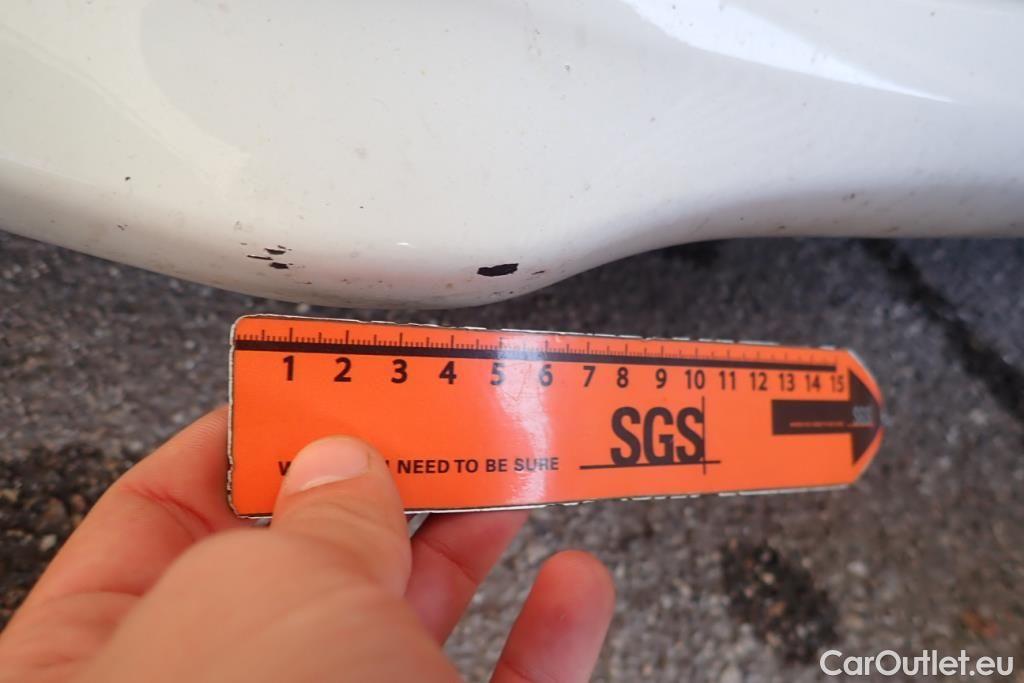 1 2 3 4 5 6 7 8 9 10 11 12 13 14 15
SGS
SGS
NEED TO BE SURE
CarOutlet.eu